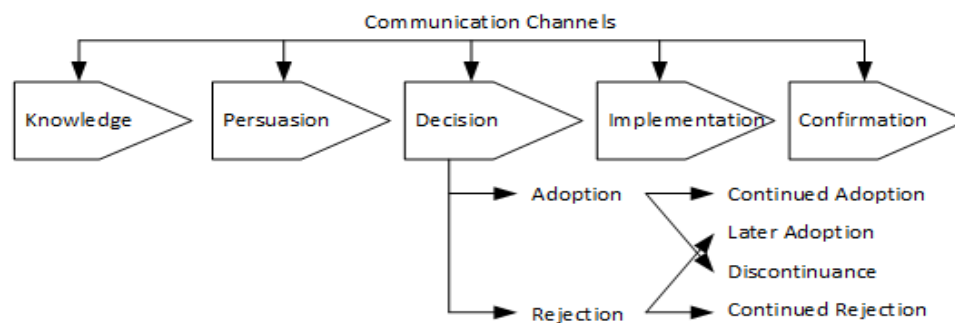 Communication Channels
Knowledge
Persuasion
Decision
Implementation
Confirmation
Adoption
Continued Adoption
Later Adoption
Discontinuance
Rejection
Continued Rejection